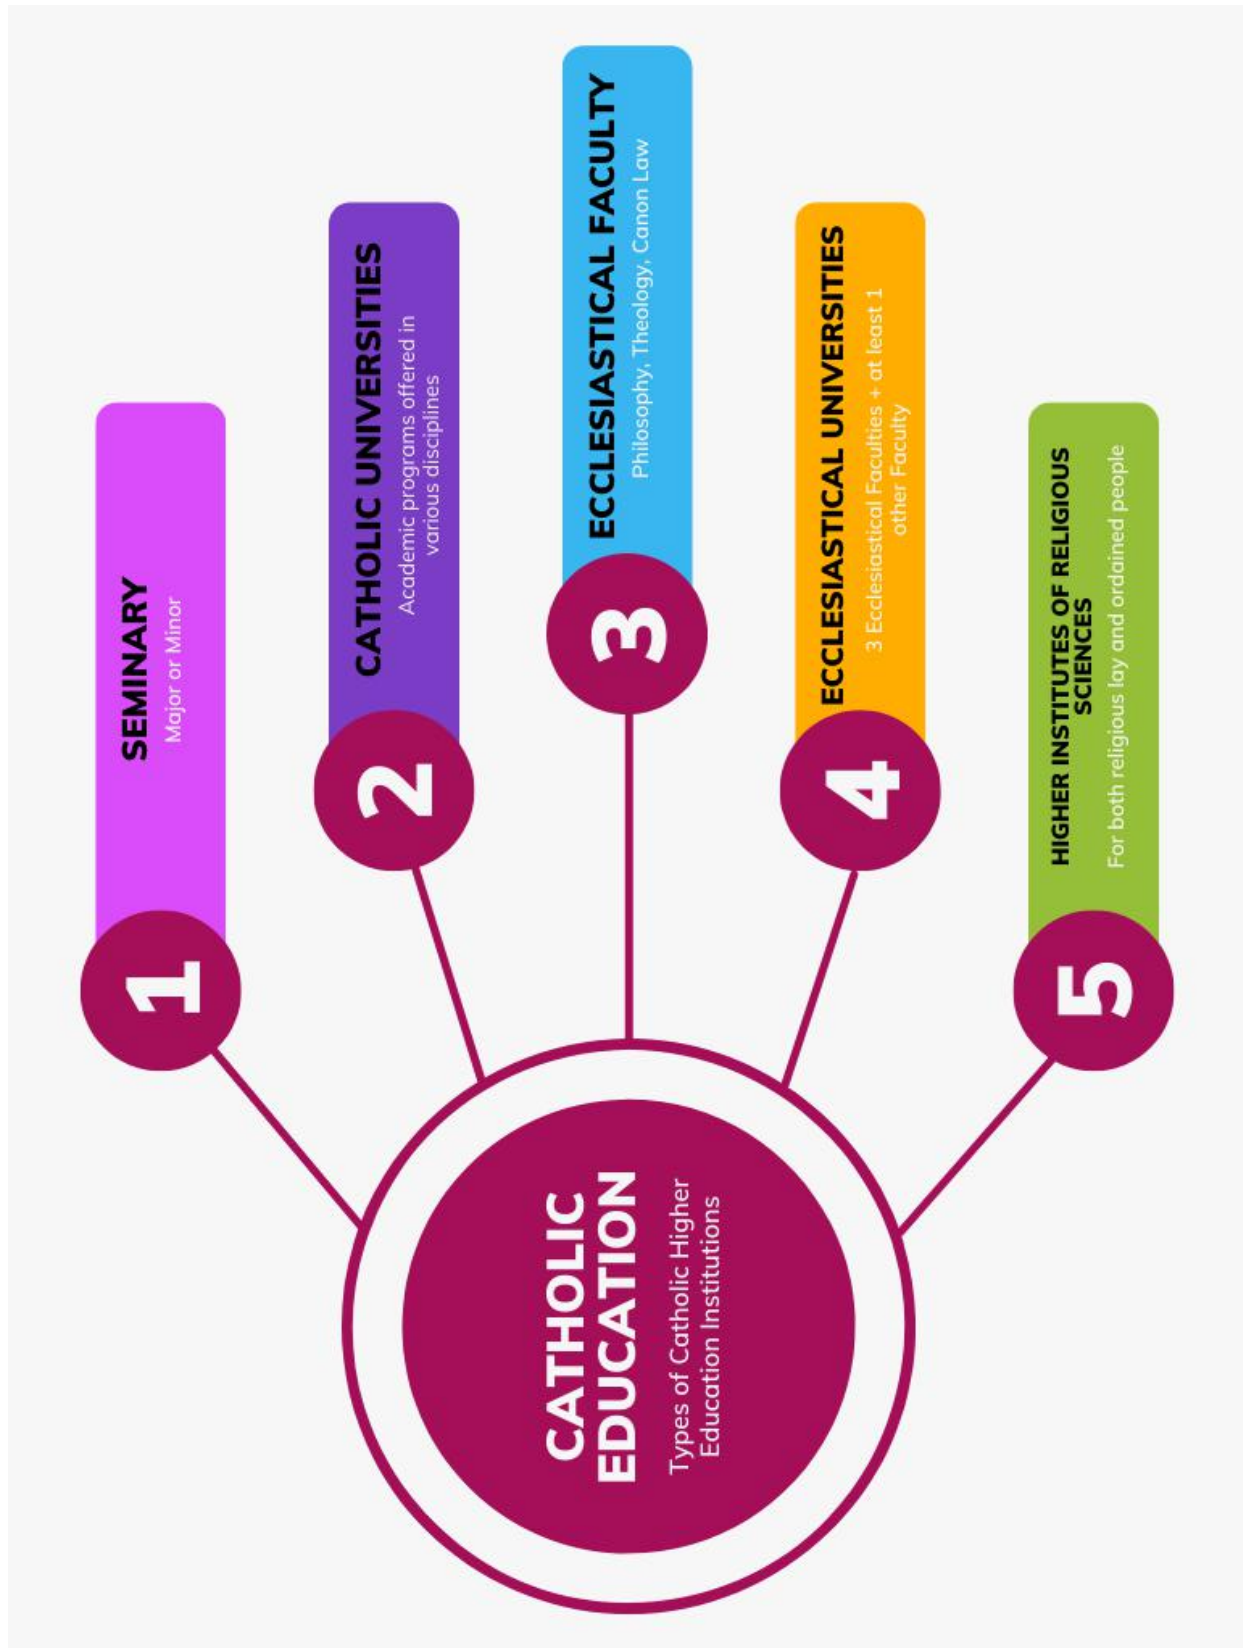 CATHOLIC
EDUCATION
Types of Catholic Higher
Education Institutions
1
SEMINARY
Major or Minor
2
CATHOLIC UNIVERSITIES
Academic programs offered in
various disciplines
3
ECCLESIASTICAL FACULTY
Philosophy, Theology, Canon Law
4
ECCLESIASTICAL UNIVERSITIES
3 Ecclesiastical Faculties + at least 1
other Faculty
5
HIGHER INSTITUTES OF RELIGIOUS
SCIENCES
For both religious lay and ordained people